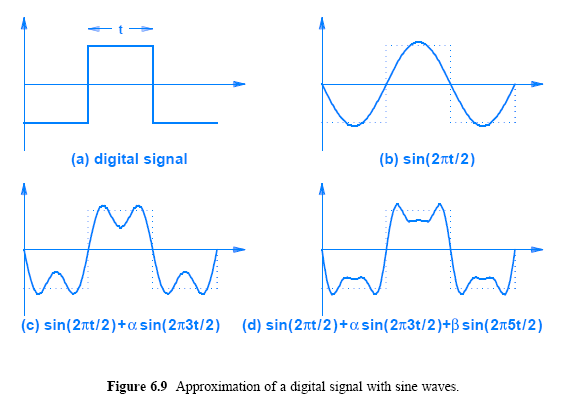 t
(a) digital signal
(b) sin(2πt/2)
(c) sin(2πt/2)+α sin(2π3t/2)
(d) sin(2πt/2)+α sin(2π3t/2)+β sin(2π5t/2)
Figure 6.9 Approximation of a digital signal with sine waves.